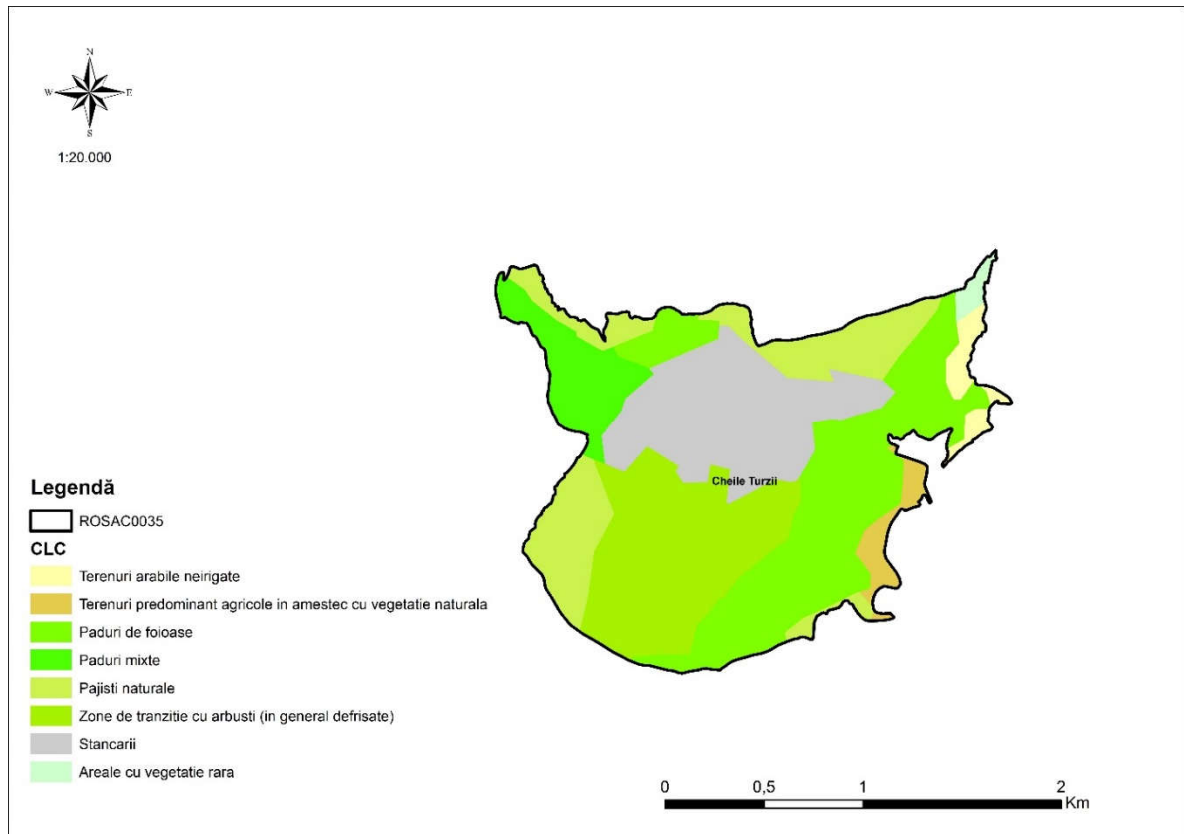 N
W E
S
1:20.000
Cheile Turzii
Legendă
ROSAC0035
CLC
Terenuri arabile neirigate
Terenuri predominant agricole in amestec cu vegetatie naturala
Paduri de foioase
Paduri mixte
Pajisti naturale
Zone de tranzitie cu arbusti (in general defrisate)
Stancarii
Areale cu vegetatie rara
0 0,5 1 2
Km